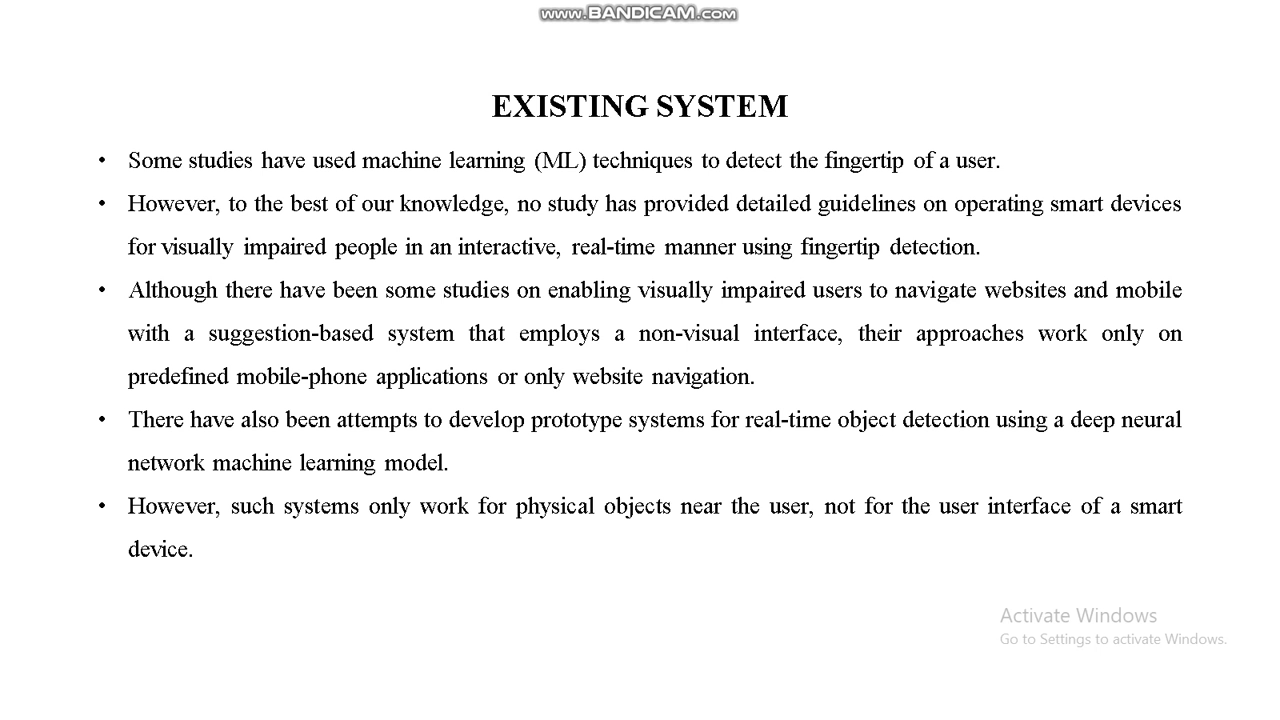 www.BANDICAM.com
EXISTING SYSTEM
• Some studies have used machine learning (ML) techniques to detect the fingertip of a user.
• However, to the best of our knowledge, no study has provided detailed guidelines on operating smart devices
for visually impaired people in an interactive, real-time manner using fingertip detection.
• Although there have been some studies on enabling visually impaired users to navigate websites and mobile
with a suggestion-based system that employs a non-visual interface, their approaches work only on
predefined mobile-phone applications or only website navigation.
• There have also been attempts to develop prototype systems for real-time object detection using a deep neural
network machine learning model.
• However, such systems only work for physical objects near the user, not for the user interface of a smart
device.
Activate Windows
Go to Settings to activate Windows.